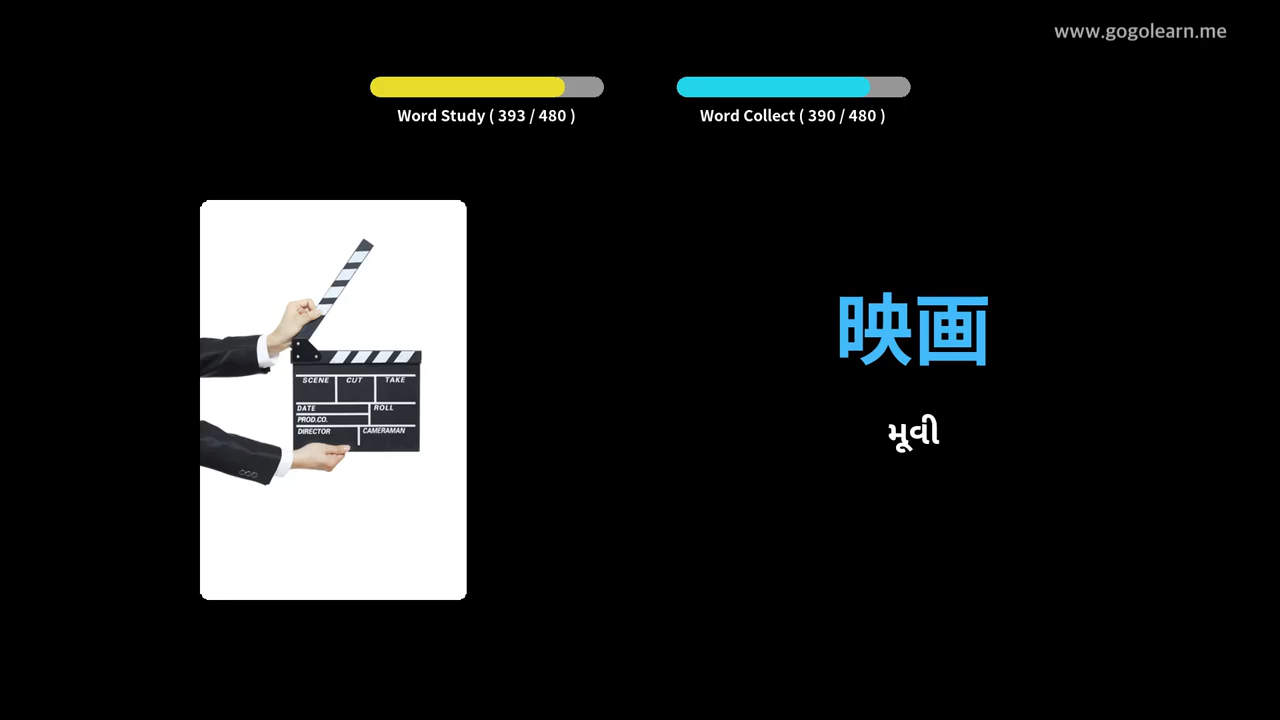 www.gogolearn.me
Word Study ( 393 / 480 )
Word Collect ( 390 / 480 )
SCENE CUT TAKE
DATE ROLL
PROD.CO.
DIRECTOR CAMERAMAN
映画
મૂવી